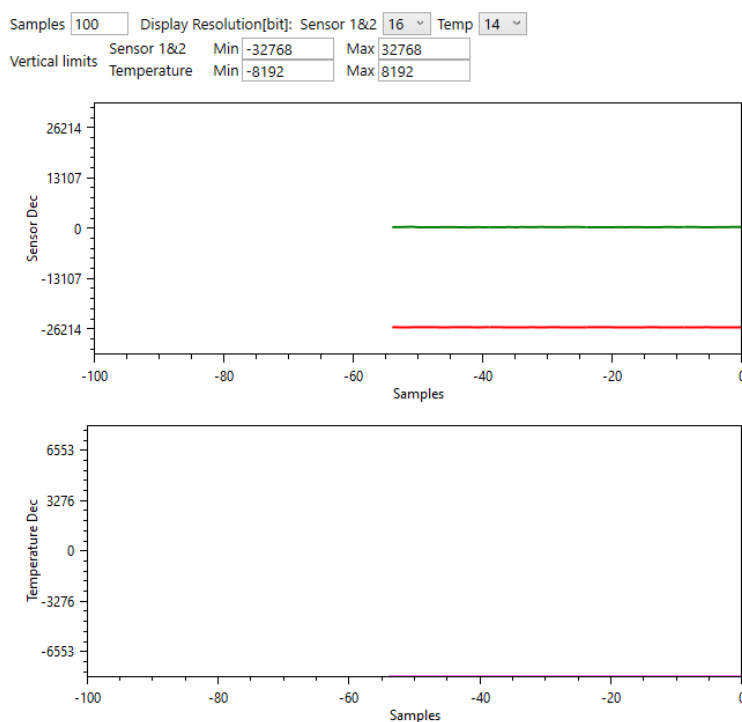 Samples 100 Display Resolution[bit]: Sensor 1&2 16 Temp 14
Vertical limits Sensor 1&2 Min -32768 Max 32768
Temperature Min -8192 Max 8192
26214
13107
0
-13107
-26214
Sensor Dec
-100 -80 -60 -40 -20 0
Samples
6553
3276
0
-3276
-6553
Temperature Dec
-100 -80 -60 -40 -20 0
Samples